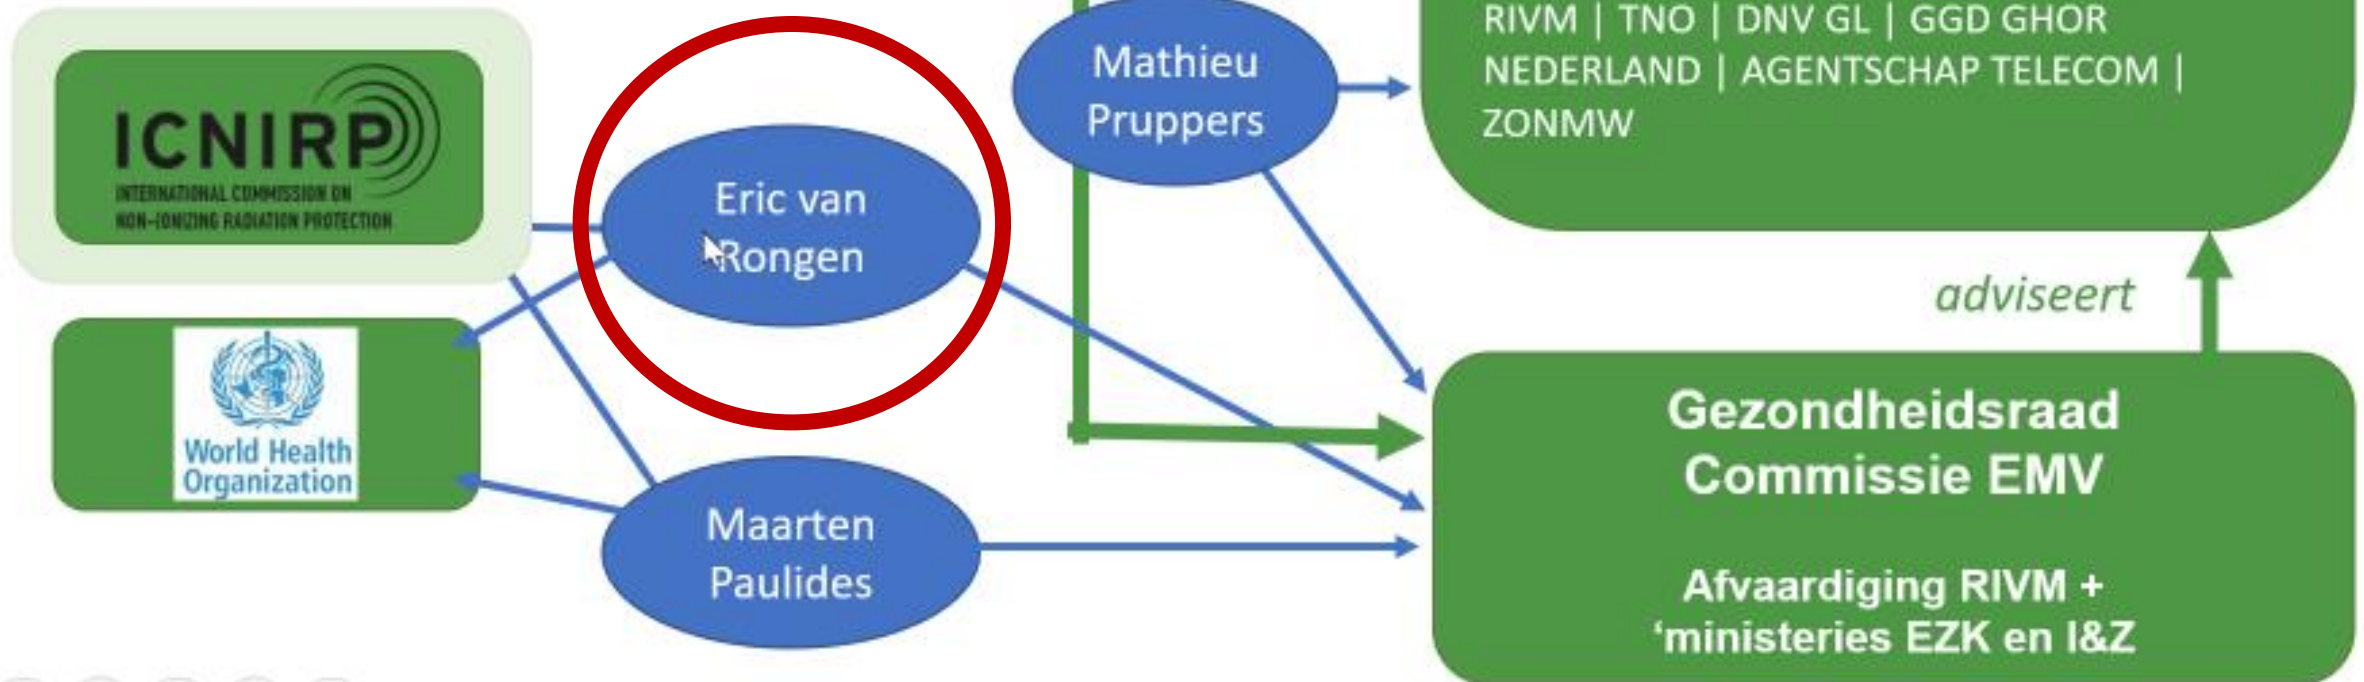 RIVM | TNO | DNV GL | GGD GHOR
NEDERLAND | AGENTSCHAP TELECOM |
ZONMW
Mathieu
Pruppers
ICNIRP
INTERNATIONAL COMMISSION ON
NON-IONIZING RADIATION PROTECTION
Eric van
Rongen
adviseert
World Health
Organization
Maarten
Paulides
Gezondheidsraad
Commissie EMV
Afvaardiging RIVM +
‘ministeries EZK en I&Z